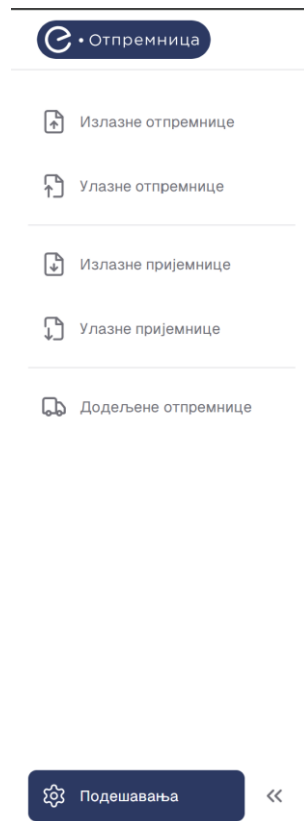 e • Отпремница
Излазне отпремнице
Улазне отпремнице
Излазне пријемнице
Улазне пријемнице
Додељене отпремнице
Подешавања